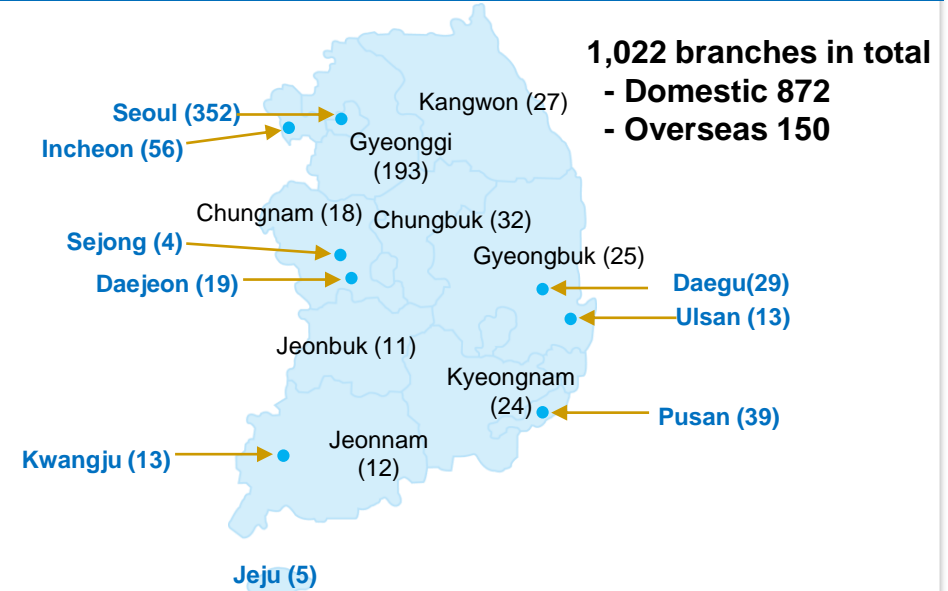 1,022 branches in total
- Domestic 872
- Overseas 150
Kangwon (27)
Seoul (352)
Incheon (56)
Gyeonggi
(193)
Chungnam (18)
Chungbuk (32)
Sejong (4)
Gyeongbuk (25)
Daejeon (19)
Daegu(29)
Ulsan (13)
Jeonbuk (11)
Kyeongnam
(24)
Pusan (39)
Jeonnam
(12)
Kwangju (13)
Jeju (5)